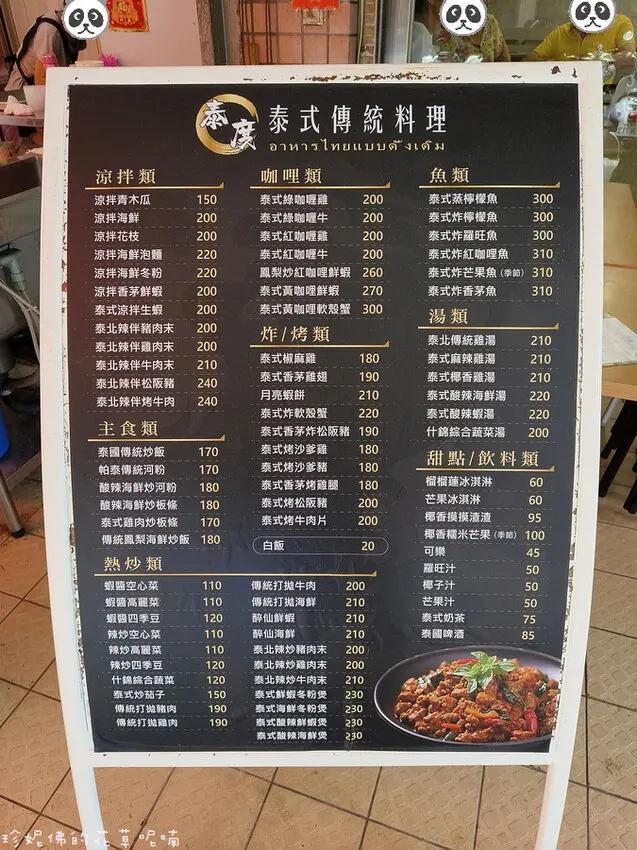 泰度 泰式傳統料理
อาหารไทยแบบดั้งเดิม
涼拌類
涼拌青木瓜 150
涼拌海鮮 200
涼拌花枝 200
涼拌海鮮泡麵 220
涼拌海鮮冬粉 220
涼拌香茅鮮蝦 200
泰式涼拌生蝦 200
泰北辣伴豬肉末 200
泰北辣伴雞肉末 200
泰北辣伴牛肉末 210
泰北辣伴松阪豬 240
泰北辣伴烤牛肉 240
主食類
泰國傳統炒飯 170
帕泰傳統河粉 170
酸辣海鮮炒河粉 180
酸辣海鮮炒板條 180
泰式雞肉炒板條 170
傳統鳳梨海鮮炒飯 180
咖哩類
泰式綠咖喱雞 200
泰式綠咖喱牛 200
泰式紅咖喱雞 200
泰式紅咖喱牛 200
鳳梨炒紅咖哩鮮蝦 260
泰式黃咖哩鮮蝦 270
泰式黃咖哩軟殼蟹 300
炸/烤類
泰式椒麻雞 180
泰式香茅雞翅 190
月亮蝦餅 210
泰式炸軟殼蟹 220
泰式香茅炸松阪豬 190
泰式烤沙爹雞 180
泰式烤沙爹豬 180
泰式香茅烤雞腿 180
泰式烤松阪豬 200
泰式烤牛肉片 200
白飯 20
魚類
泰式蒸檸檬魚 300
泰式炸檸檬魚 300
泰式炸羅旺魚 300
泰式炸紅咖哩魚 310
泰式炸芒果魚(季節) 310
泰式炸香茅魚 310
湯類
泰北傳統雞湯 210
泰式麻辣雞湯 210
泰式椰香雞湯 210
泰式酸辣海鮮湯 220
泰式酸辣蝦湯 220
什錦綜合蔬菜湯 200
甜點/飲料類
榴槤蓮冰淇淋 60
芒果冰淇淋 60
椰香摸摸渣渣 95
椰香糯米芒果(季節) 100
可樂 45
羅旺汁 50
椰子汁 50
芒果汁 50
泰式奶茶 75
泰國啤酒 85
熱炒類
蝦醬空心菜 110
蝦醬高麗菜 110
蝦醬四季豆 120
辣炒空心菜 110
辣炒高麗菜 110
辣炒四季豆 120
什錦綜合蔬菜 120
泰式炒茄子 150
傳統打拋豬肉 190
傳統打拋雞肉 190
傳統打拋牛肉 200
傳統打拋海鮮 210
醉仙鮮蝦 210
醉仙海鮮 210
泰北辣炒豬肉末 200
泰北辣炒雞肉末 200
泰北辣炒牛肉末 210
泰式鮮蝦冬粉煲 230
泰式海鮮冬粉煲 230
泰式酸辣鮮蝦煲 230
泰式酸辣海鮮煲 230
珍妮佛的花草呢喃